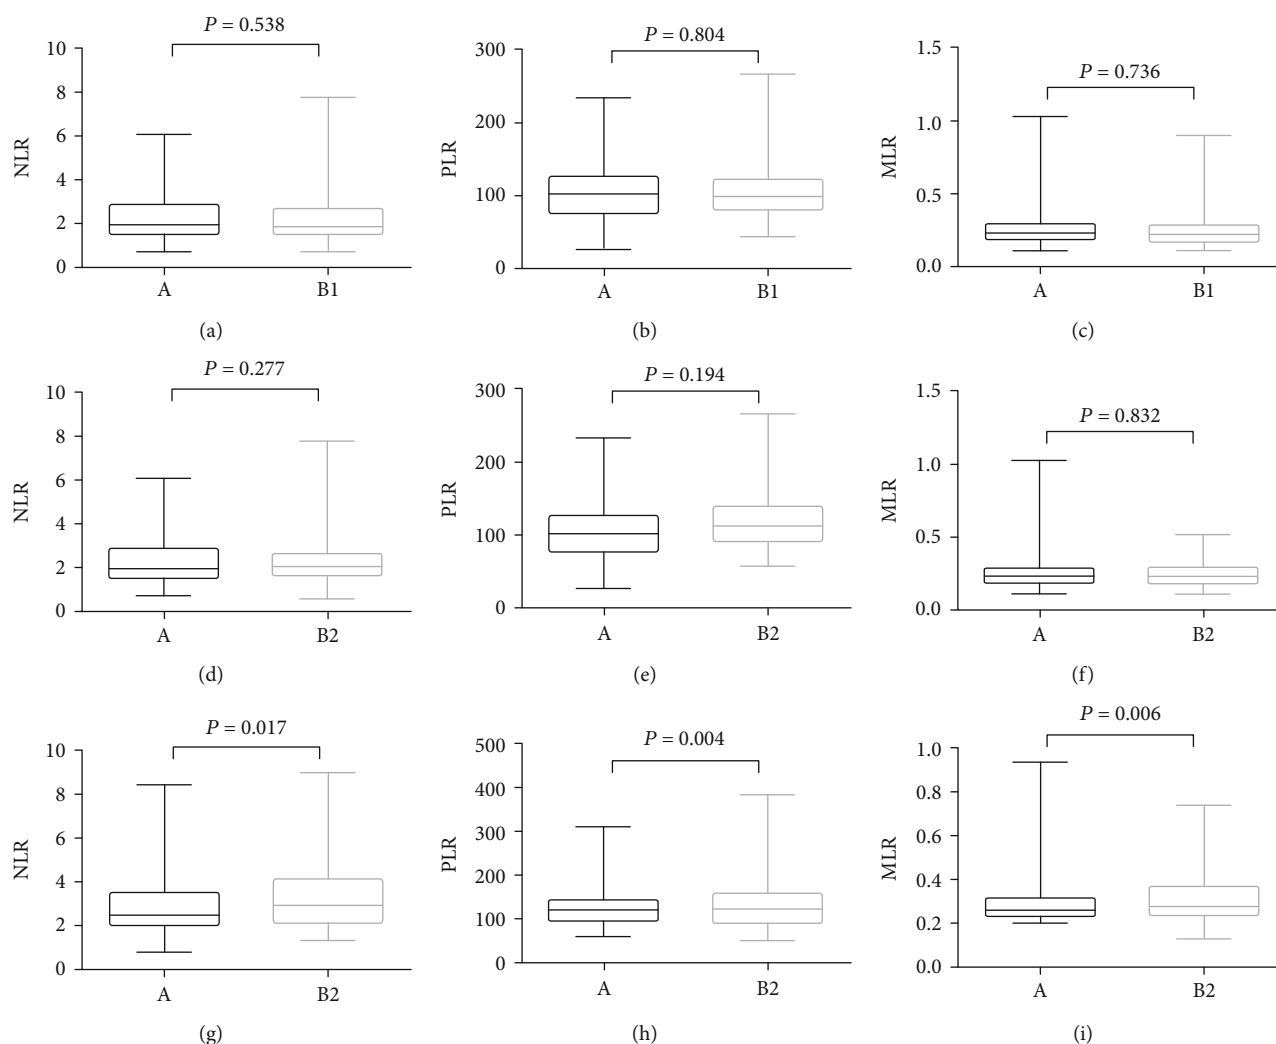 P = 0.538
10
8
6
4
2
0
NLR
A
B1
(a)
P = 0.804
300
200
100
0
PLR
A
B1
(b)
P = 0.736
1.5
1.0
0.5
0.0
MLR
A
B1
(c)
P = 0.277
10
8
6
4
2
0
NLR
A
B2
(d)
P = 0.194
300
200
100
0
PLR
A
B2
(e)
P = 0.832
1.5
1.0
0.5
0.0
MLR
A
B2
(f)
P = 0.017
10
8
6
4
2
0
NLR
A
B2
(g)
P = 0.004
500
400
300
200
100
0
PLR
A
B2
(h)
P = 0.006
1.0
0.8
0.6
0.4
0.2
0.0
MLR
A
B2
(i)